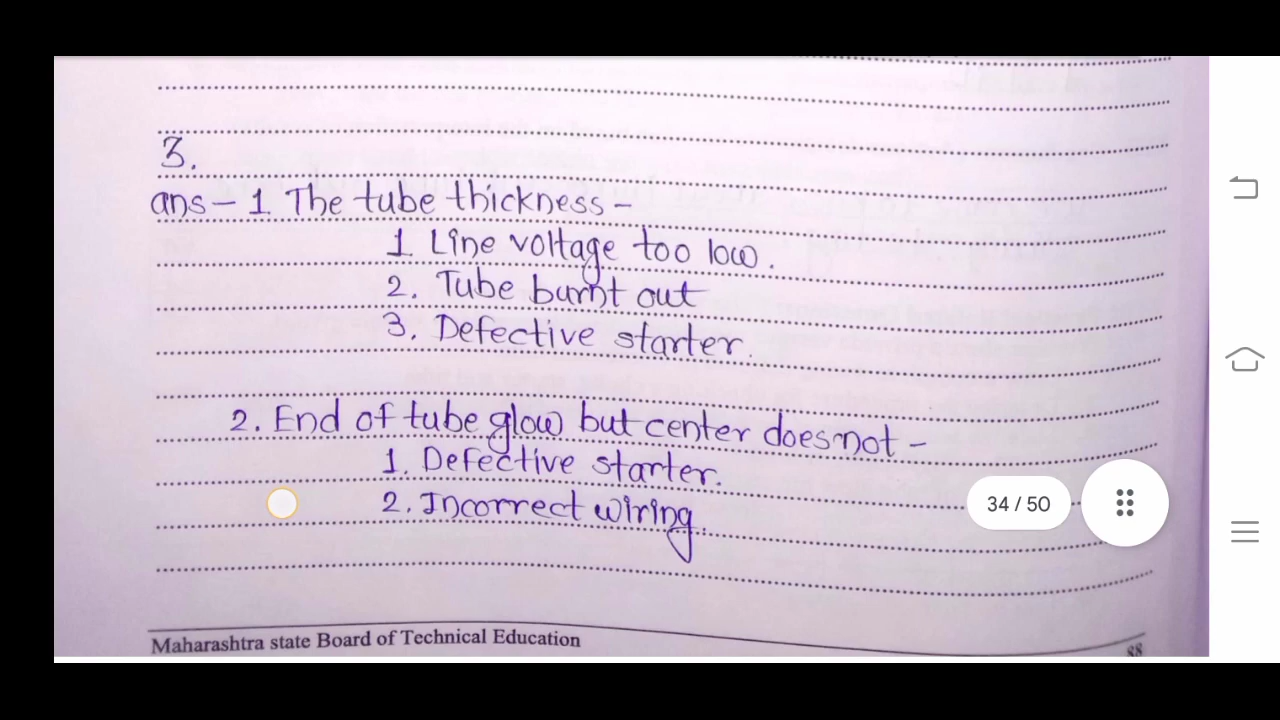 3.
ans - 1 The tube thickness -
1. Line voltage too low.
2. Tube burnt out
3. Defective starter.
2. End of tube glow but center does not -
1. Defective starter.
2. Incorrect wiring.
34 / 50
Maharashtra state Board of Technical Education
88